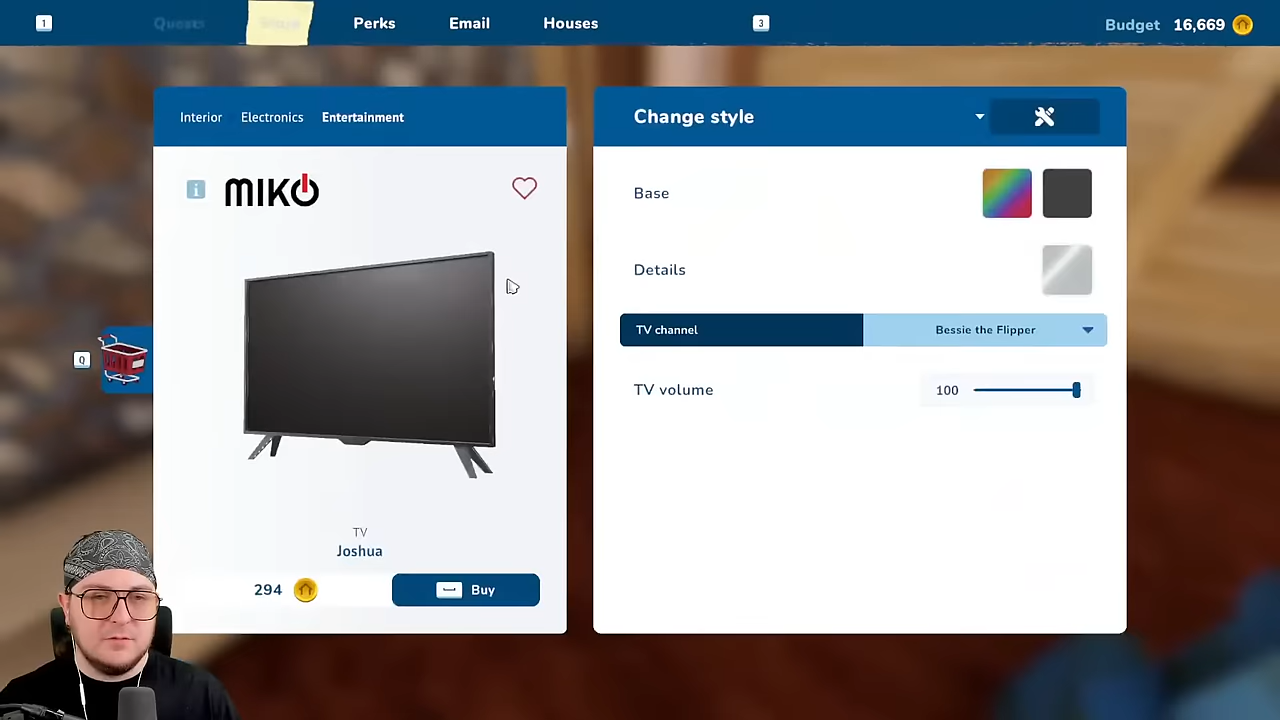 1
Quests
Perks
Email
Houses
3
Budget 16,669
Interior Electronics Entertainment
Change style
i
MIKO
Base
Details
TV channel Bessie the Flipper
Q
TV volume 100
TV
Joshua
294
Buy